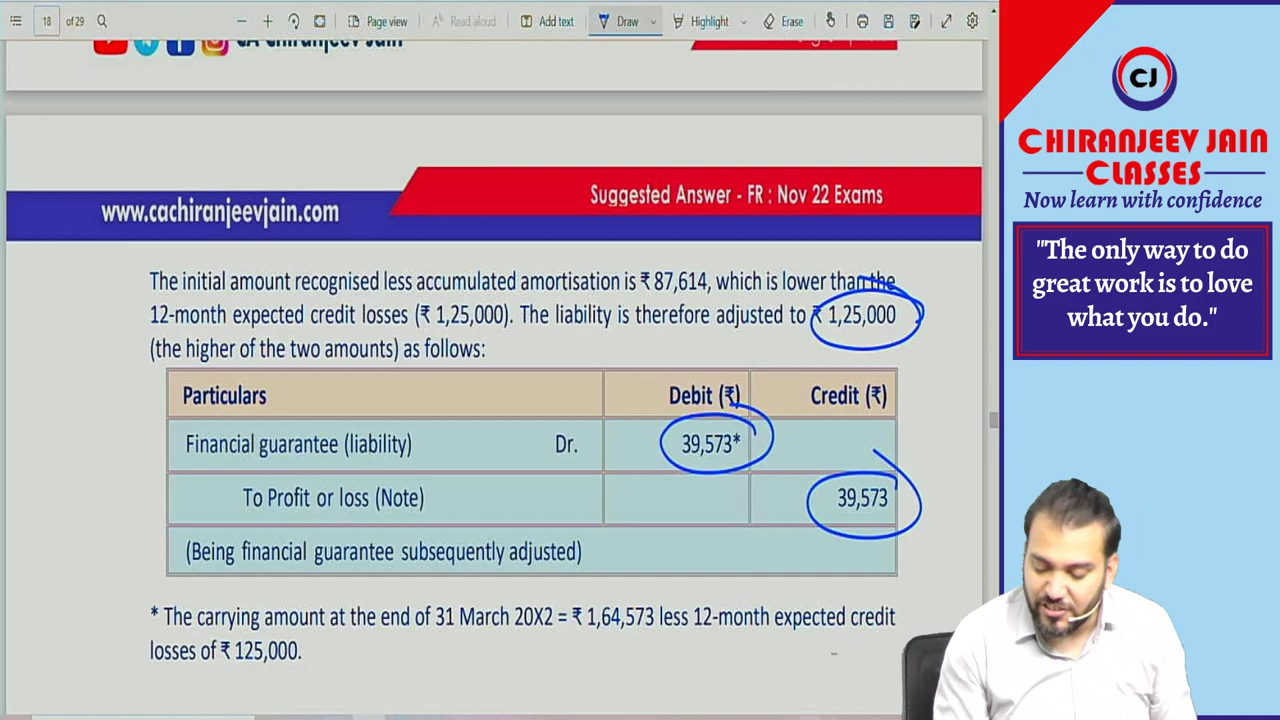 18 of 29
Page view
Read aloud
Add text
Draw
Highlight
Erase
CA Chiranjeev Jain
www.cachiranjeevjain.com
Suggested Answer - FR : Nov 22 Exams
The initial amount recognised less accumulated amortisation is ₹ 87,614, which is lower than the
12-month expected credit losses (₹ 1,25,000). The liability is therefore adjusted to ₹ 1,25,000
(the higher of the two amounts) as follows:
Particulars Debit (₹) Credit (₹)
Financial guarantee (liability) Dr. 39,573*
To Profit or loss (Note) 39,573
(Being financial guarantee subsequently adjusted)
* The carrying amount at the end of 31 March 20X2 = ₹ 1,64,573 less 12-month expected credit
losses of ₹ 125,000.
CJ
CHIRANJEEV JAIN
CLASSES
Now learn with confidence
"The only way to do
great work is to love
what you do."